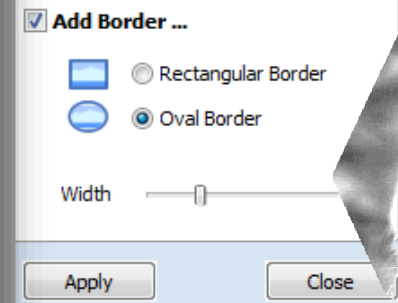 Add Border ...
Rectangular Border
Oval Border
Width
Apply
Close